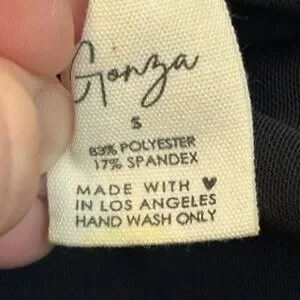 Gonza
S
83% POLYESTER
17% SPANDEX
MADE WITH ♥
IN LOS ANGELES
HAND WASH ONLY